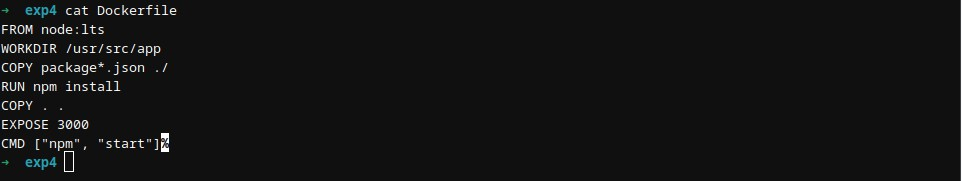 ➜  exp4 cat Dockerfile
FROM node:lts
WORKDIR /usr/src/app
COPY package*.json ./
RUN npm install
COPY . .
EXPOSE 3000
CMD ["npm", "start"]%
➜  exp4